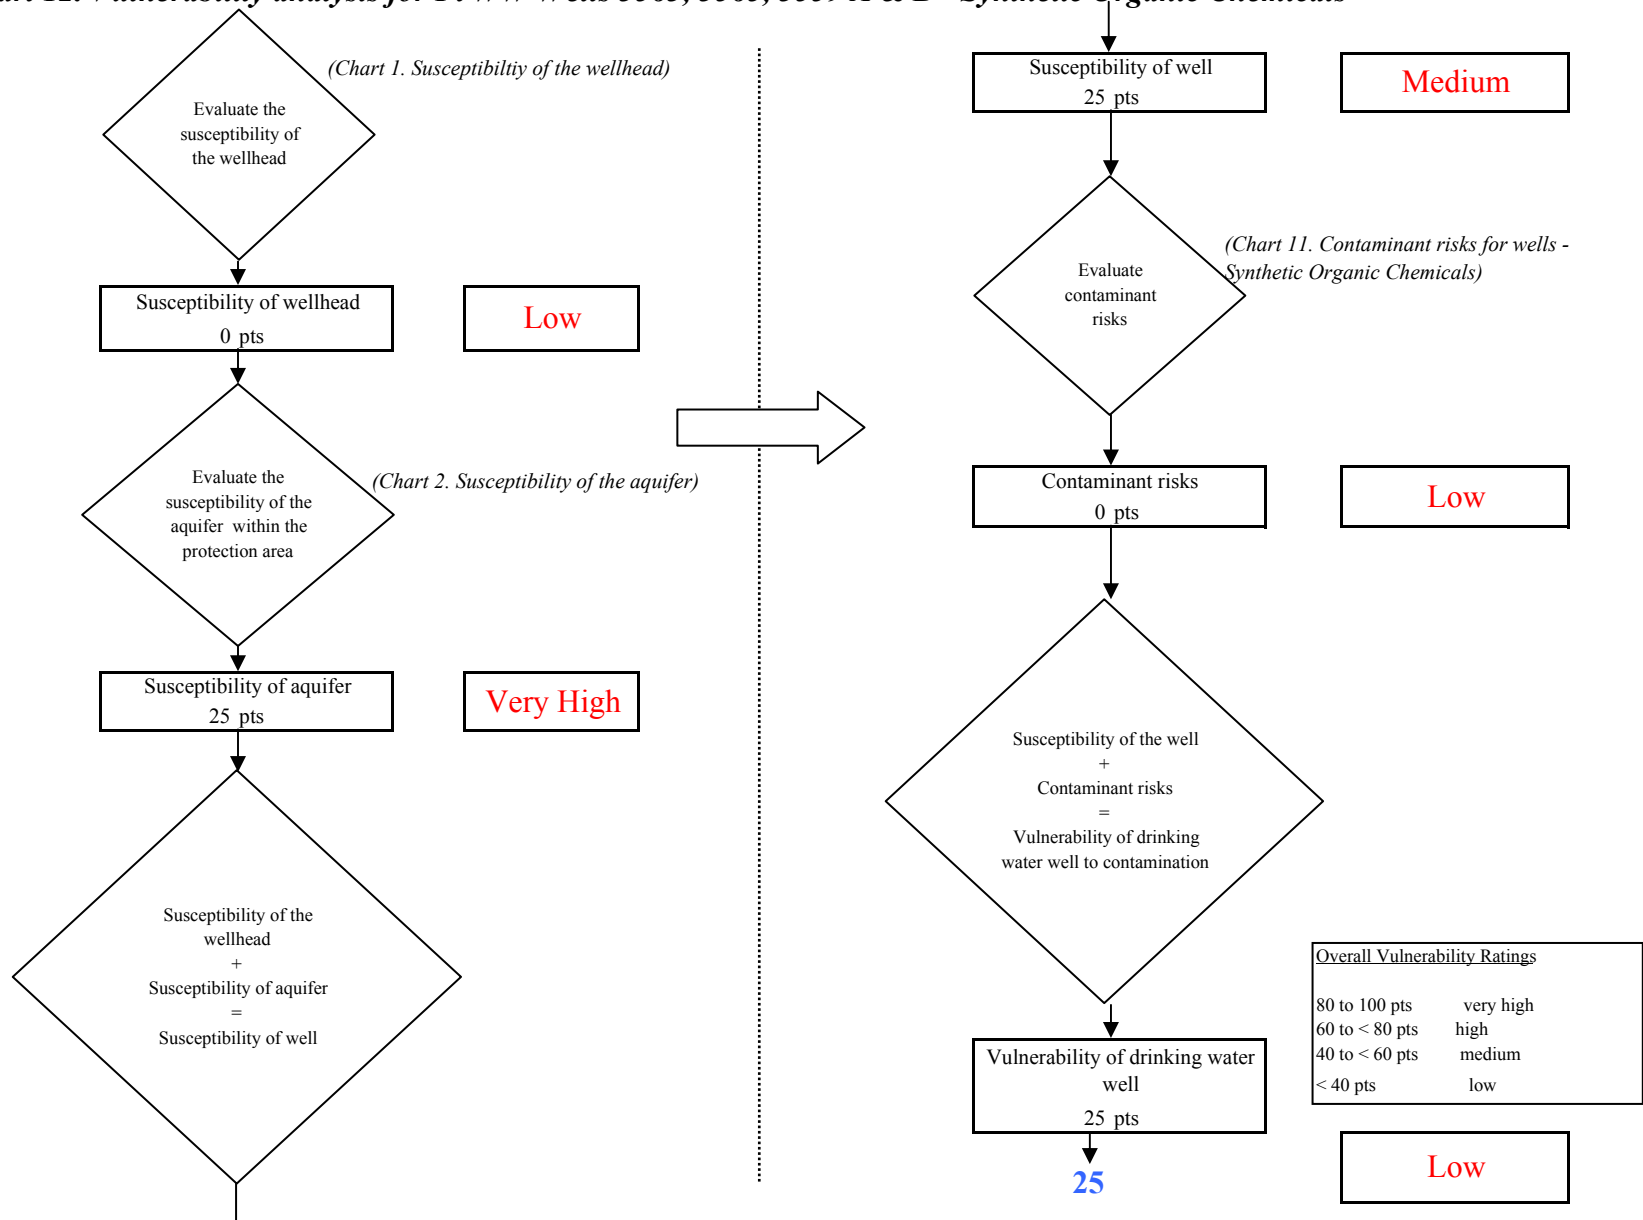 (Chart 1. Susceptibiltiy of the wellhead)
Evaluate the
susceptibility of
the wellhead
Susceptibility of wellhead
0 pts
Low
Evaluate the
susceptibility of the
aquifer within the
protection area
(Chart 2. Susceptibility of the aquifer)
Susceptibility of aquifer
25 pts
Very High
Susceptibility of the
wellhead
+
Susceptibility of aquifer
=
Susceptibility of well
Susceptibility of well
25 pts
Medium
(Chart 11. Contaminant risks for wells -
Synthetic Organic Chemicals)
Evaluate
contaminant
risks
Contaminant risks
0 pts
Low
Susceptibility of the well
+
Contaminant risks
=
Vulnerability of drinking
water well to contamination
Overall Vulnerability Ratings
80 to 100 pts very high
60 to < 80 pts high
40 to < 60 pts medium
< 40 pts low
Vulnerability of drinking water
well
25 pts
25
Low